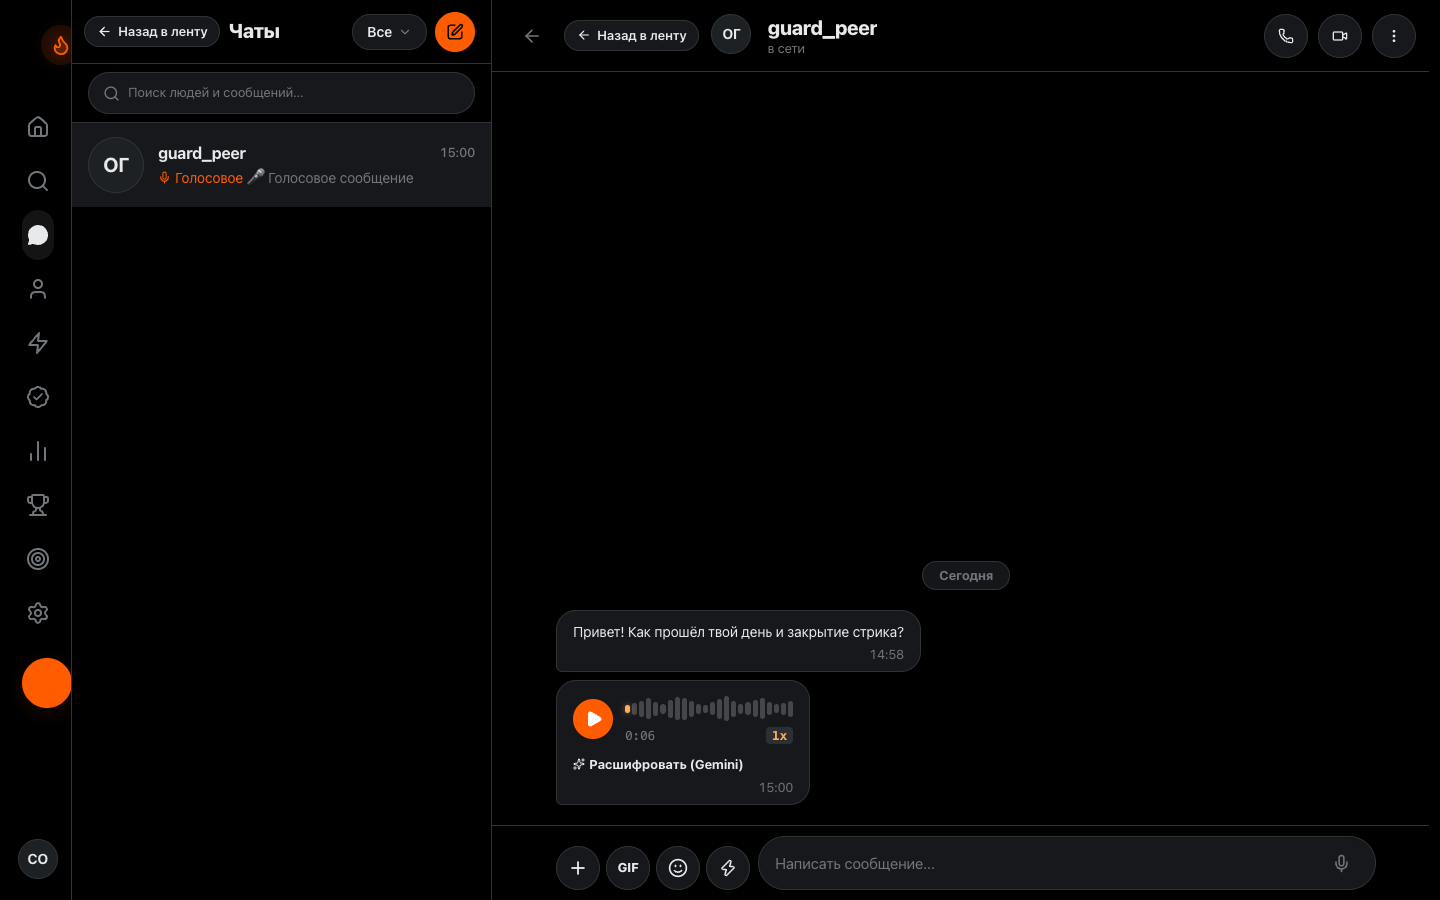 Назад в ленту
Чаты
Все
Поиск людей и сообщений...
ОГ
guard_peer
15:00
Голосовое 🎤 Голосовое сообщение
СО
Назад в ленту
ОГ
guard_peer
в сети
Сегодня
Привет! Как прошёл твой день и закрытие стрика?
14:58
0:06
1x
Расшифровать (Gemini)
15:00
GIF
Написать сообщение...